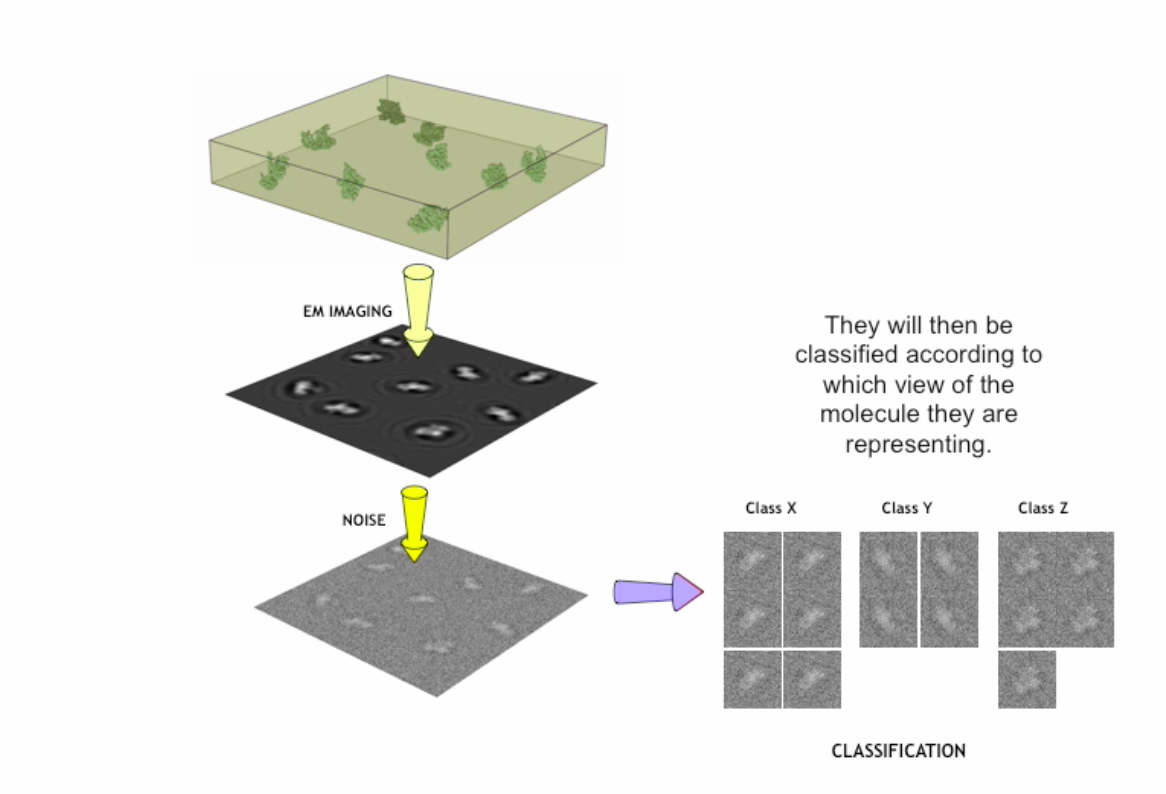 EM IMAGING
They will then be
classified according to
which view of the
molecule they are
representing.
Class X
Class Y
Class Z
NOISE
CLASSIFICATION